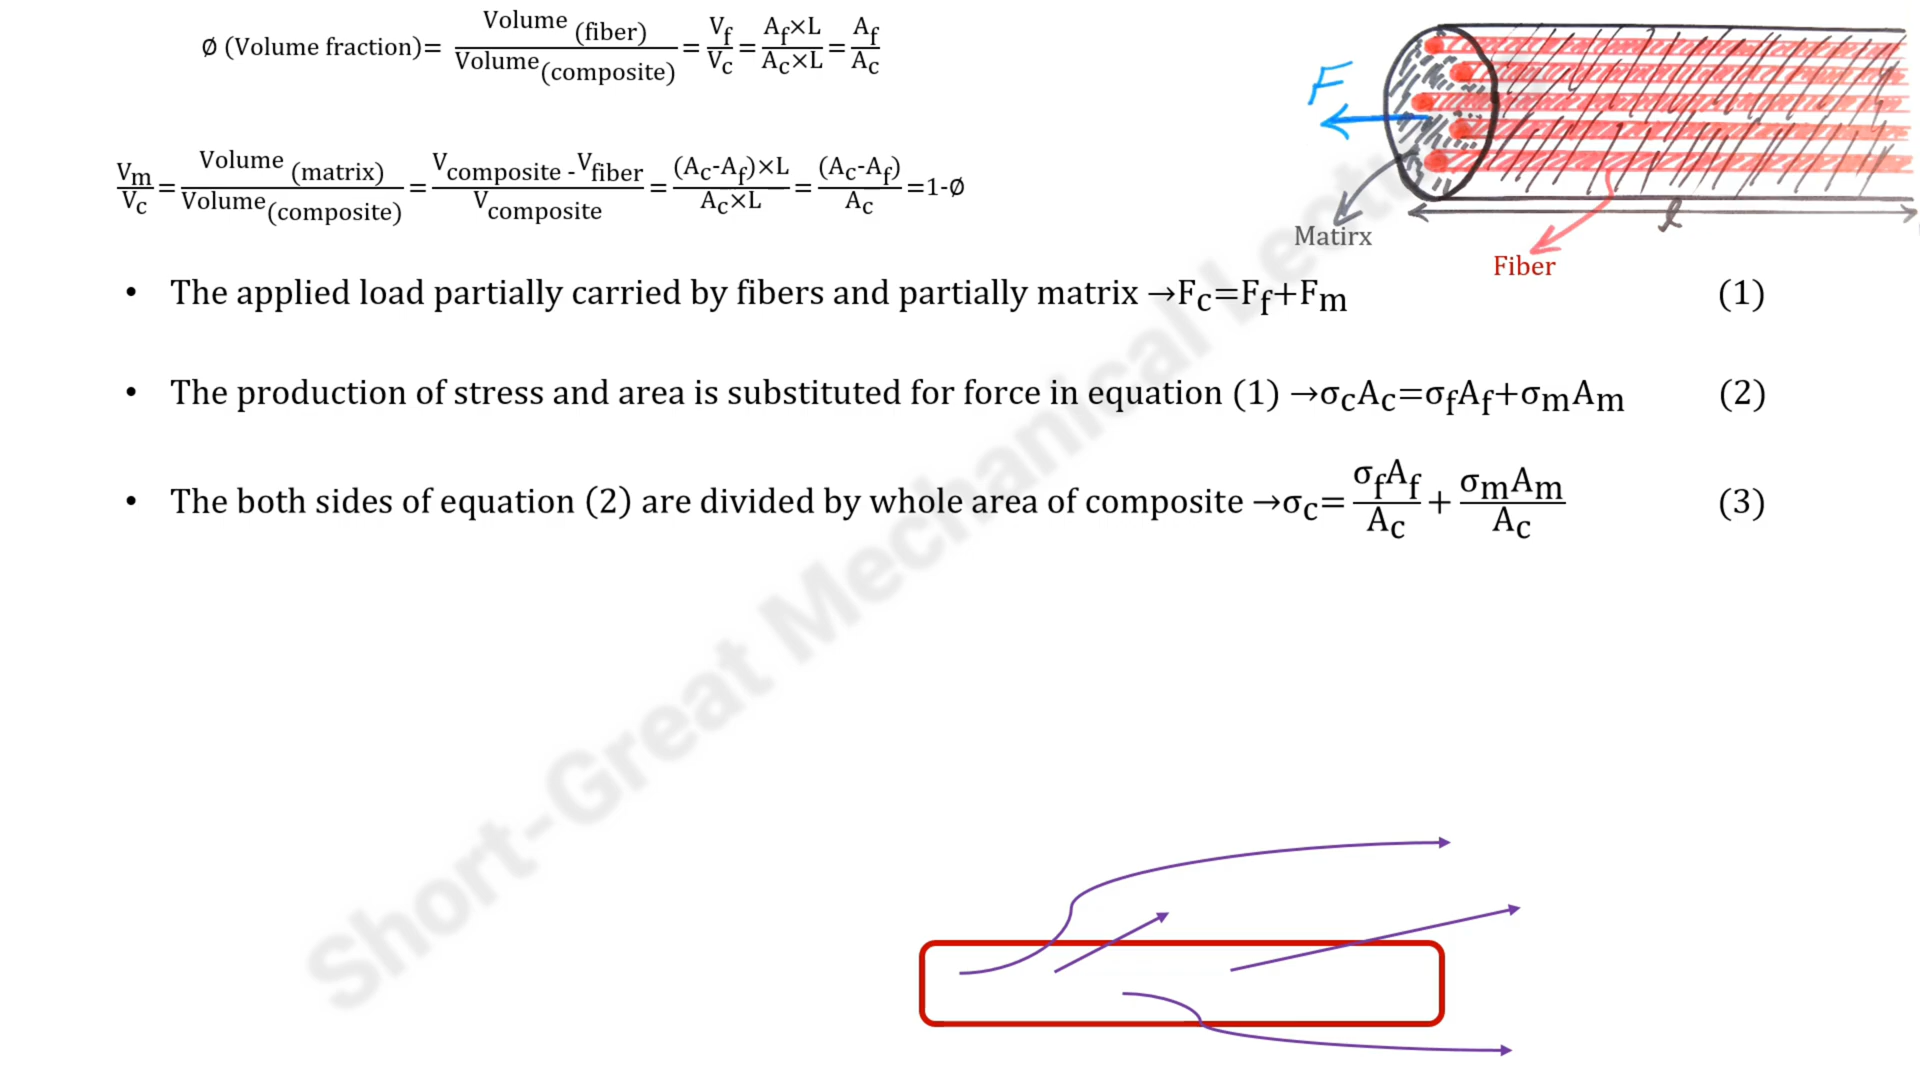 ∅ (Volume fraction)= Volume (fiber) / Volume(composite) = Vf/Vc = Af×L/Ac×L = Af/Ac
Vm/Vc = Volume (matrix) / Volume(composite) = Vcomposite -Vfiber / Vcomposite = (Ac-Af)×L / Ac×L = (Ac-Af) / Ac =1-∅
F
Matirx
ℓ
Fiber
• The applied load partially carried by fibers and partially matrix →Fc=Ff+Fm (1)
• The production of stress and area is substituted for force in equation (1) →σcAc=σfAf+σmAm (2)
• The both sides of equation (2) are divided by whole area of composite →σc= σfAf/Ac + σmAm/Ac (3)
Short-Great Mechanical Lectu